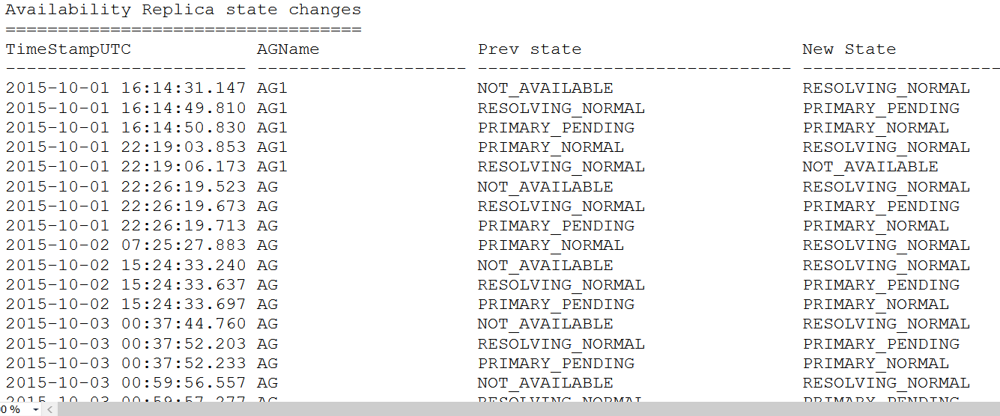 Availability Replica state changes
==================================
TimeStampUTC            AGName               Prev state                     New State
----------------------- -------------------- ------------------------------ -------------------
2015-10-01 16:14:31.147 AG1                  NOT_AVAILABLE                  RESOLVING_NORMAL
2015-10-01 16:14:49.810 AG1                  RESOLVING_NORMAL               PRIMARY_PENDING
2015-10-01 16:14:50.830 AG1                  PRIMARY_PENDING                PRIMARY_NORMAL
2015-10-01 22:19:03.853 AG1                  PRIMARY_NORMAL                 RESOLVING_NORMAL
2015-10-01 22:19:06.173 AG1                  RESOLVING_NORMAL               NOT_AVAILABLE
2015-10-01 22:26:19.523 AG                   NOT_AVAILABLE                  RESOLVING_NORMAL
2015-10-01 22:26:19.673 AG                   RESOLVING_NORMAL               PRIMARY_PENDING
2015-10-01 22:26:19.713 AG                   PRIMARY_PENDING                PRIMARY_NORMAL
2015-10-02 07:25:27.883 AG                   PRIMARY_NORMAL                 RESOLVING_NORMAL
2015-10-02 15:24:33.240 AG                   NOT_AVAILABLE                  RESOLVING_NORMAL
2015-10-02 15:24:33.637 AG                   RESOLVING_NORMAL               PRIMARY_PENDING
2015-10-02 15:24:33.697 AG                   PRIMARY_PENDING                PRIMARY_NORMAL
2015-10-03 00:37:44.760 AG                   NOT_AVAILABLE                  RESOLVING_NORMAL
2015-10-03 00:37:52.203 AG                   RESOLVING_NORMAL               PRIMARY_PENDING
2015-10-03 00:37:52.233 AG                   PRIMARY_PENDING                PRIMARY_NORMAL
2015-10-03 00:59:56.557 AG                   NOT_AVAILABLE                  RESOLVING_NORMAL
2015-10-03 00:59:57.277 AG                   RESOLVING_NORMAL               PRIMARY_PENDING
0 %